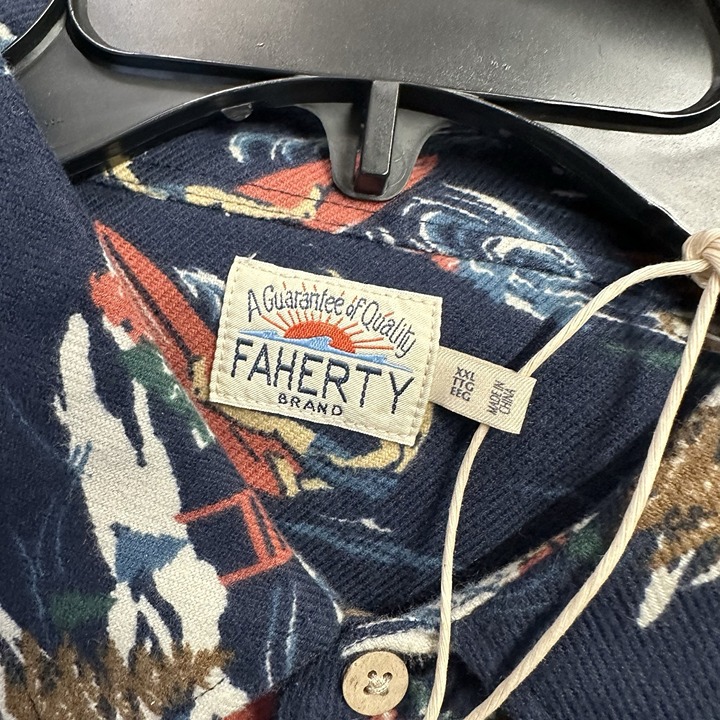 A Guarantee of Quality
FAHERTY
BRAND
XXL
TTG
EEG
MADE IN
CHINA